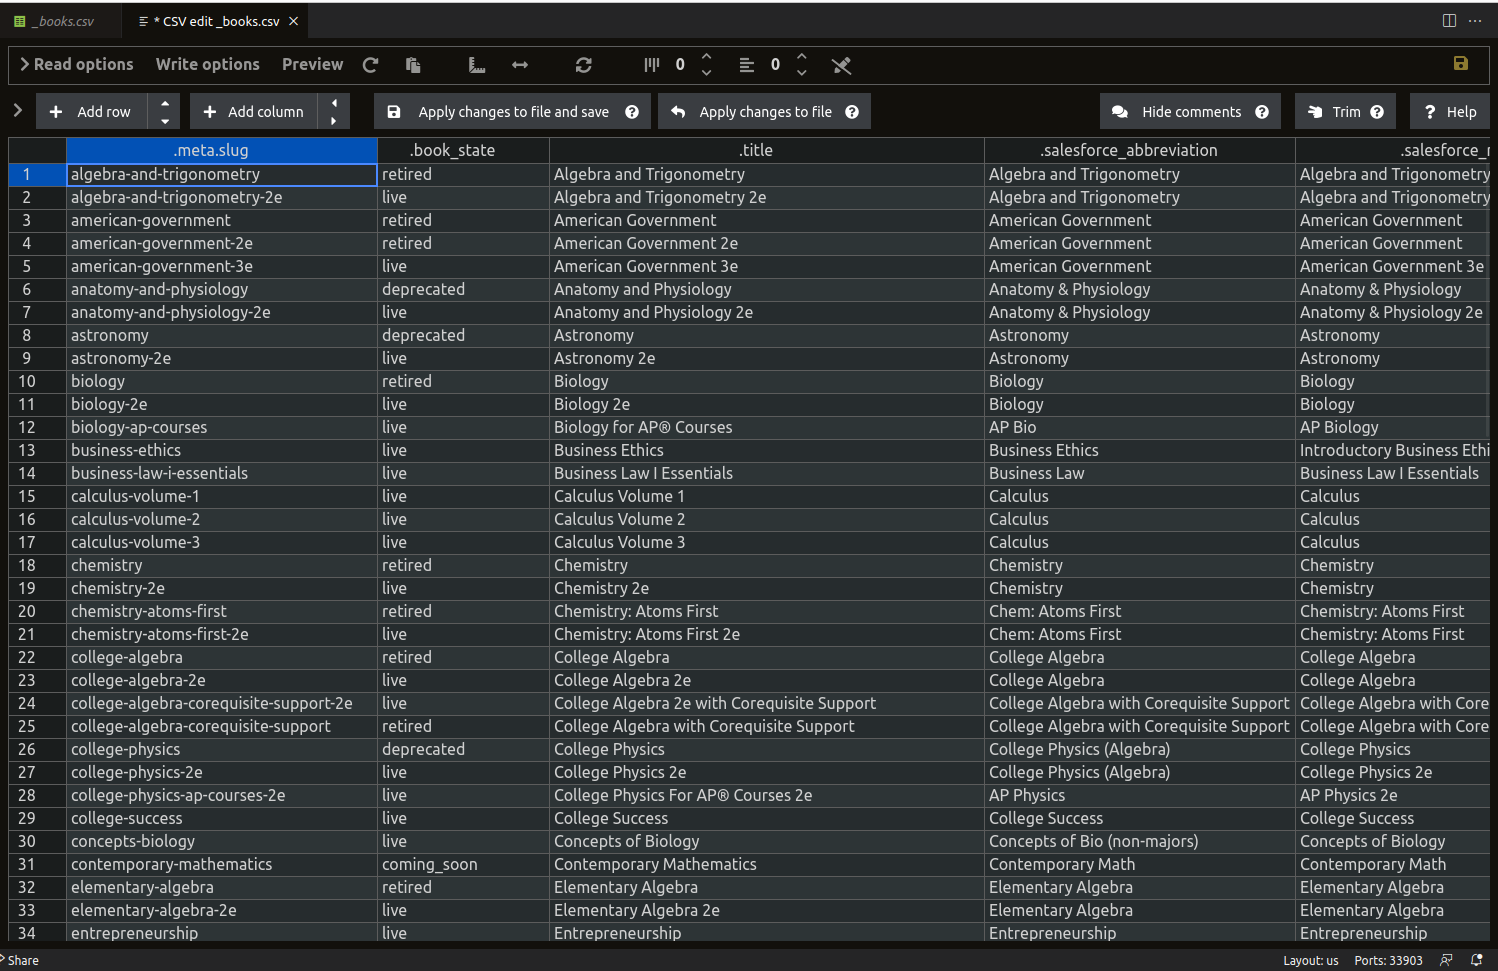 _books.csv * CSV edit _books.csv
Read options Write options Preview 0 0
Add row Add column Apply changes to file and save Apply changes to file Hide comments Trim Help
.meta.slug .book_state .title .salesforce_abbreviation .salesforce_
1 algebra-and-trigonometry retired Algebra and Trigonometry Algebra and Trigonometry Algebra and Trigonometry
2 algebra-and-trigonometry-2e live Algebra and Trigonometry 2e Algebra and Trigonometry Algebra and Trigonometry
3 american-government retired American Government American Government American Government
4 american-government-2e retired American Government 2e American Government American Government
5 american-government-3e live American Government 3e American Government American Government 3e
6 anatomy-and-physiology deprecated Anatomy and Physiology Anatomy & Physiology Anatomy & Physiology
7 anatomy-and-physiology-2e live Anatomy and Physiology 2e Anatomy & Physiology Anatomy & Physiology 2e
8 astronomy deprecated Astronomy Astronomy Astronomy
9 astronomy-2e live Astronomy 2e Astronomy Astronomy
10 biology retired Biology Biology Biology
11 biology-2e live Biology 2e Biology Biology
12 biology-ap-courses live Biology for AP® Courses AP Bio AP Biology
13 business-ethics live Business Ethics Business Ethics Introductory Business Ethi
14 business-law-i-essentials live Business Law I Essentials Business Law Business Law I Essentials
15 calculus-volume-1 live Calculus Volume 1 Calculus Calculus
16 calculus-volume-2 live Calculus Volume 2 Calculus Calculus
17 calculus-volume-3 live Calculus Volume 3 Calculus Calculus
18 chemistry retired Chemistry Chemistry Chemistry
19 chemistry-2e live Chemistry 2e Chemistry Chemistry
20 chemistry-atoms-first retired Chemistry: Atoms First Chem: Atoms First Chemistry: Atoms First
21 chemistry-atoms-first-2e live Chemistry: Atoms First 2e Chem: Atoms First Chemistry: Atoms First
22 college-algebra retired College Algebra College Algebra College Algebra
23 college-algebra-2e live College Algebra 2e College Algebra College Algebra
24 college-algebra-corequisite-support-2e live College Algebra 2e with Corequisite Support College Algebra with Corequisite Support College Algebra with Core
25 college-algebra-corequisite-support retired College Algebra with Corequisite Support College Algebra with Corequisite Support College Algebra with Core
26 college-physics deprecated College Physics College Physics (Algebra) College Physics
27 college-physics-2e live College Physics 2e College Physics (Algebra) College Physics 2e
28 college-physics-ap-courses-2e live College Physics For AP® Courses 2e AP Physics AP Physics 2e
29 college-success live College Success College Success College Success
30 concepts-biology live Concepts of Biology Concepts of Bio (non-majors) Concepts of Biology
31 contemporary-mathematics coming_soon Contemporary Mathematics Contemporary Math Contemporary Math
32 elementary-algebra retired Elementary Algebra Elementary Algebra Elementary Algebra
33 elementary-algebra-2e live Elementary Algebra 2e Elementary Algebra Elementary Algebra
34 entrepreneurship live Entrepreneurship Entrepreneurship Entrepreneurship
Share Layout: us Ports: 33903